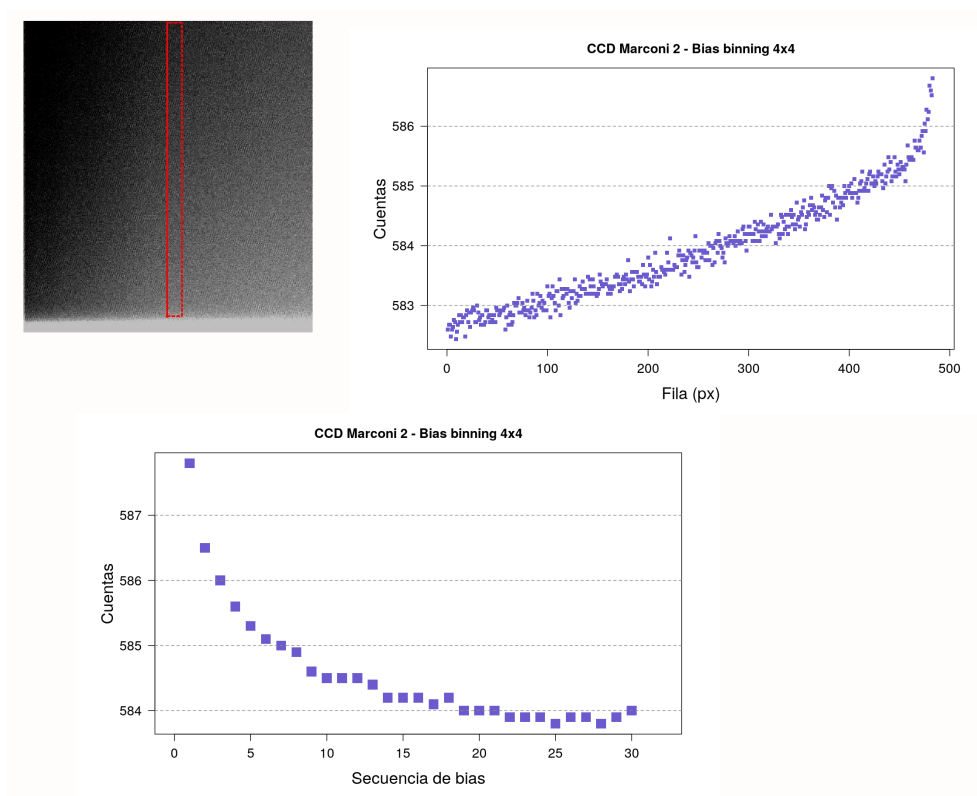 CCD Marconi 2 - Bias binning 4x4
586
585
584
583
Cuentas
0 100 200 300 400 500
Fila (px)
CCD Marconi 2 - Bias binning 4x4
587
586
585
584
Cuentas
0 5 10 15 20 25 30
Secuencia de bias